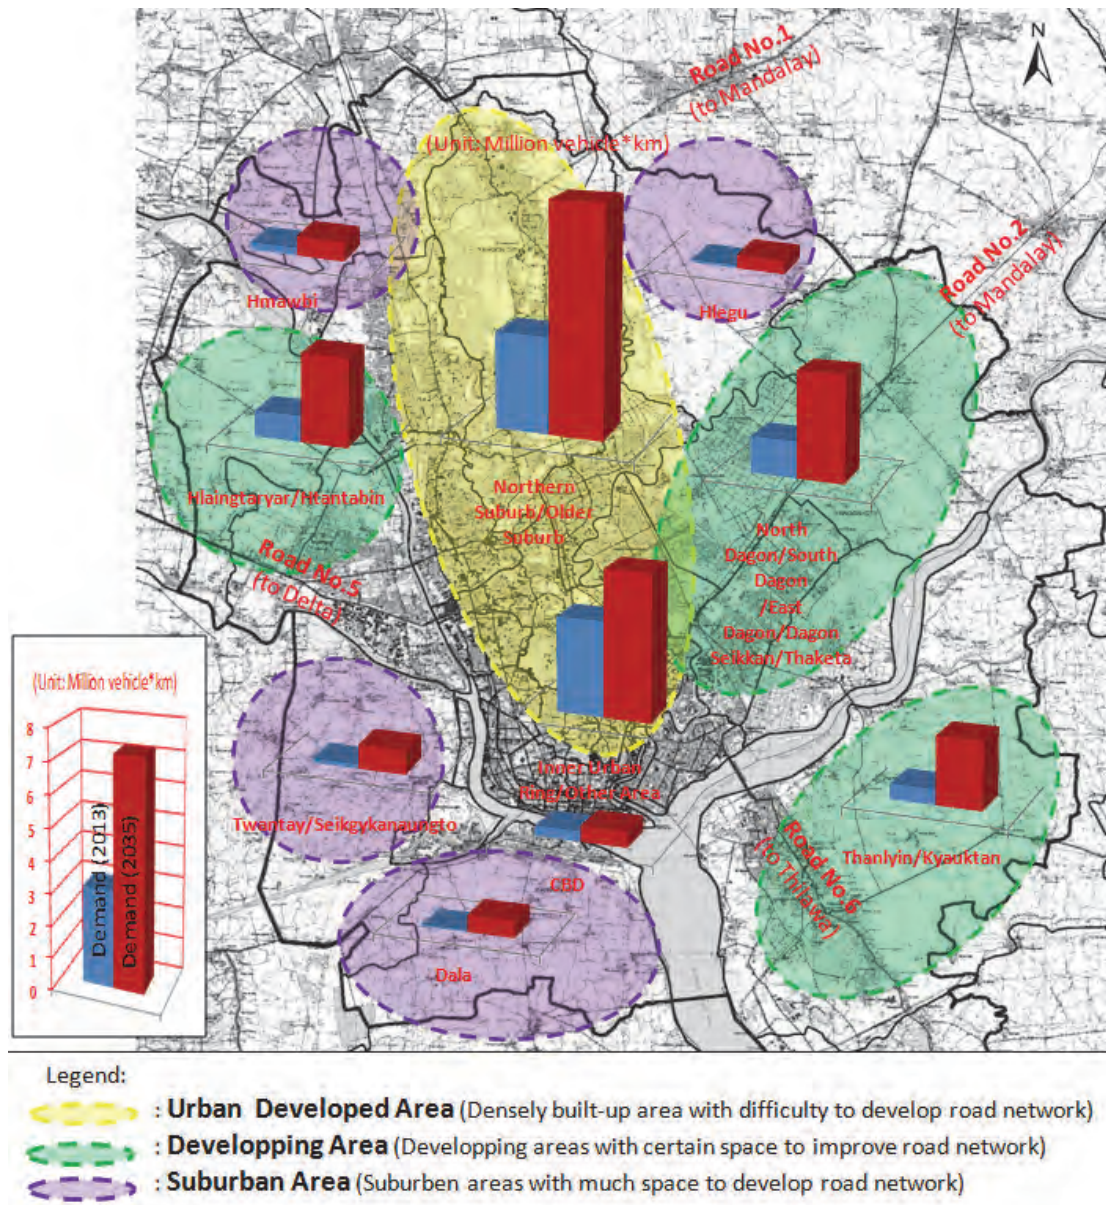 N
Road No.1
(to Mandalay)
(Unit: Million vehicle*km)
Road No.2
(to Mandalay)
Hmawbi
Hlegu
Hlaingtaryar/Htantabin
Northern
Suburb/Older
Suburb
North
Dagon/South
Dagon
/East
Dagon/Dagon
Seikkan/Thaketa
Road No.5
(to Delta)
(Unit: Million vehicle*km)
8
7
6
5
4
3
2
1
0
Demand (2013)
Demand (2035)
Inner Urban
Ring/Other Area
Twantay/Seikgykanaungto
Thanlyin/Kyauktan
Road No.6
(to Thilawa)
CBD
Dala
Legend:
: Urban Developed Area (Densely built-up area with difficulty to develop road network)
: Developping Area (Developping areas with certain space to improve road network)
: Suburban Area (Suburben areas with much space to develop road network)